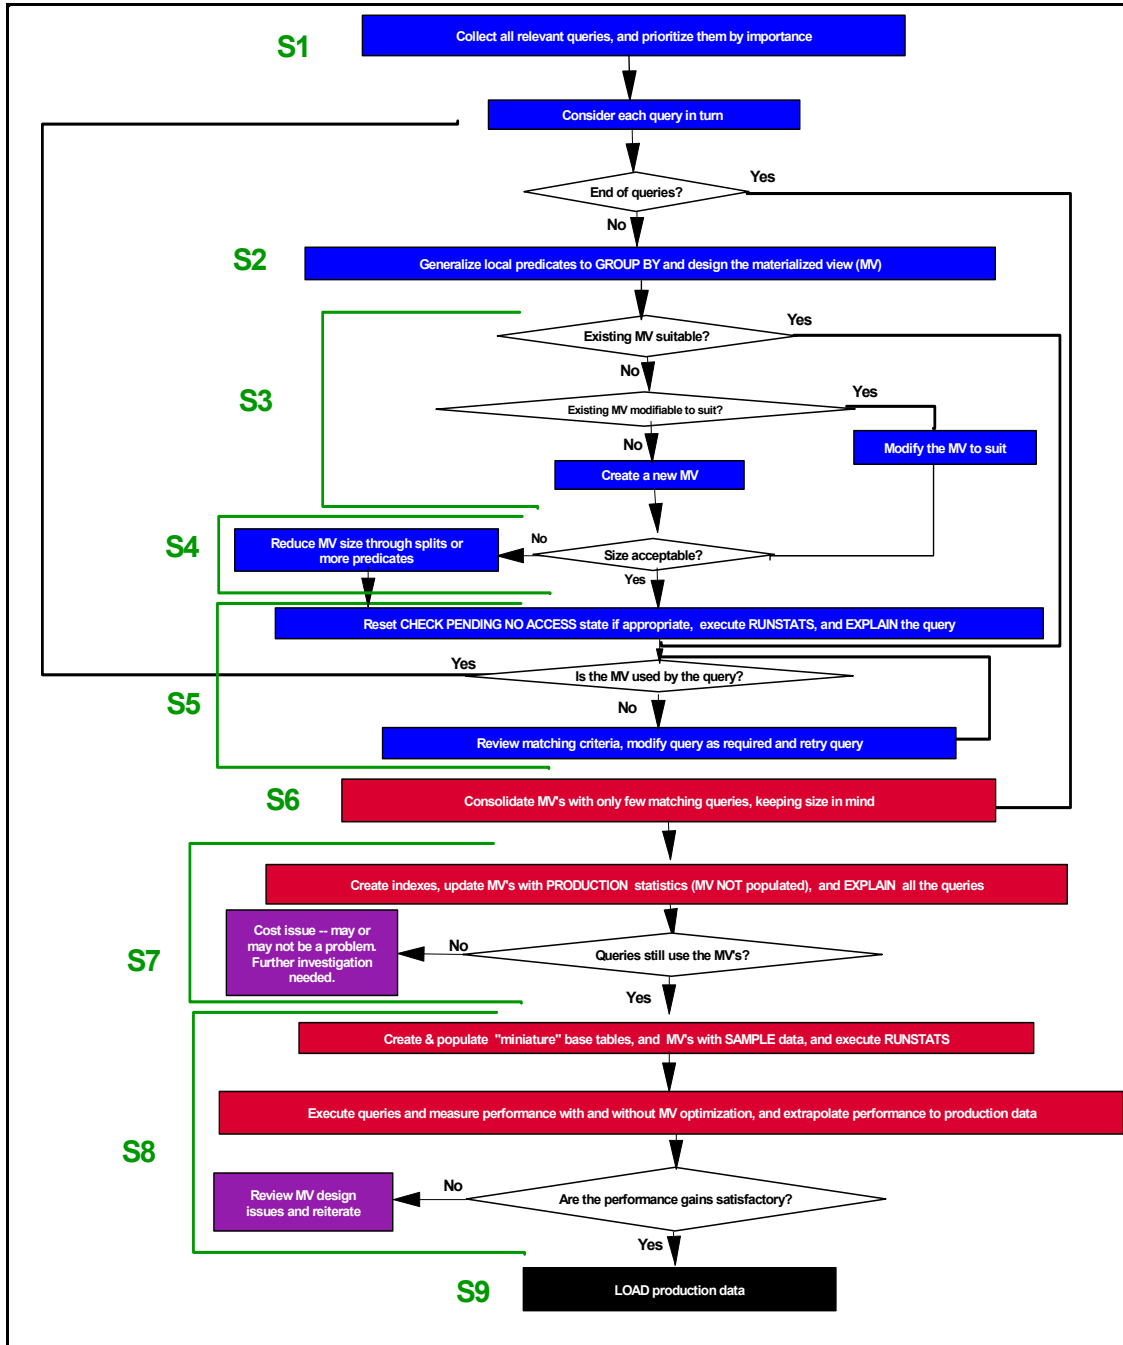 S1
Collect all relevant queries, and prioritize them by importance
Consider each query in turn
End of queries?
Yes
No
S2
Generalize local predicates to GROUP BY and design the materialized view (MV)
Existing MV suitable?
Yes
No
S3
Existing MV modifiable to suit?
Yes
No
Modify the MV to suit
Create a new MV
S4
Reduce MV size through splits or
more predicates
No
Size acceptable?
Yes
Reset CHECK PENDING NO ACCESS state if appropriate, execute RUNSTATS, and EXPLAIN the query
Yes
Is the MV used by the query?
S5
No
Review matching criteria, modify query as required and retry query
S6
Consolidate MV's with only few matching queries, keeping size in mind
Create indexes, update MV's with PRODUCTION statistics (MV NOT populated), and EXPLAIN all the queries
S7
Cost issue -- may or
may not be a problem.
Further investigation
needed.
No
Queries still use the MV's?
Yes
Create & populate "miniature" base tables, and MV's with SAMPLE data, and execute RUNSTATS
Execute queries and measure performance with and without MV optimization, and extrapolate performance to production data
S8
Review MV design
issues and reiterate
No
Are the performance gains satisfactory?
Yes
S9
LOAD production data